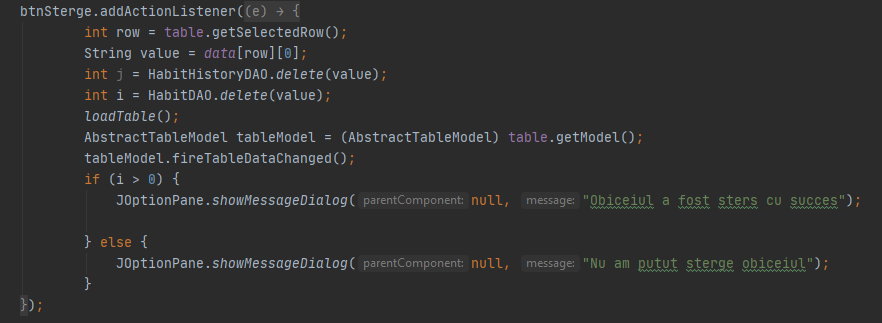 btnSterge.addActionListener((e) → {
int row = table.getSelectedRow();
String value = data[row][0];
int j = HabitHistoryDAO.delete(value);
int i = HabitDAO.delete(value);
loadTable();
AbstractTableModel tableModel = (AbstractTableModel) table.getModel();
tableModel.fireTableDataChanged();
if (i > 0) {
JOptionPane.showMessageDialog( parentComponent: null, message: "Obiceiul a fost sters cu succes");
} else {
JOptionPane.showMessageDialog( parentComponent: null, message: "Nu am putut sterge obiceiul");
}
});